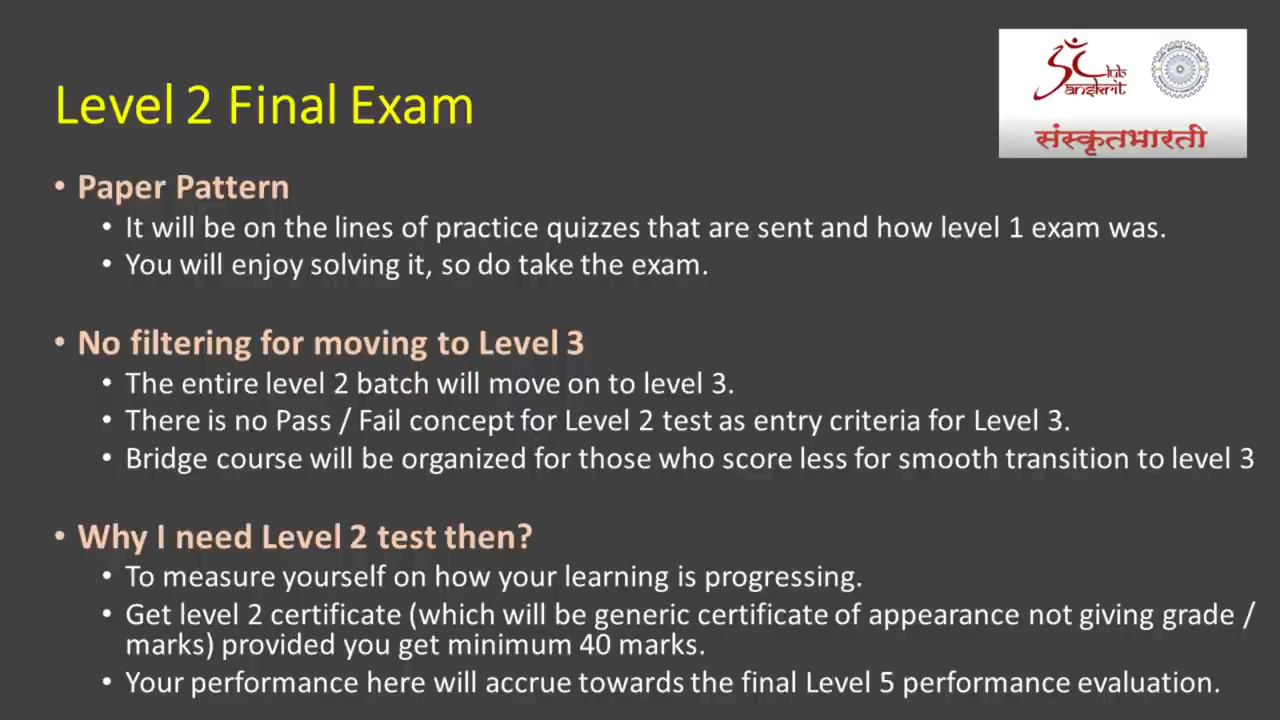 Level 2 Final Exam
Club
Sanskrit
संस्कृतभारती
• Paper Pattern
• It will be on the lines of practice quizzes that are sent and how level 1 exam was.
• You will enjoy solving it, so do take the exam.
• No filtering for moving to Level 3
• The entire level 2 batch will move on to level 3.
• There is no Pass / Fail concept for Level 2 test as entry criteria for Level 3.
• Bridge course will be organized for those who score less for smooth transition to level 3
• Why I need Level 2 test then?
• To measure yourself on how your learning is progressing.
• Get level 2 certificate (which will be generic certificate of appearance not giving grade /
marks) provided you get minimum 40 marks.
• Your performance here will accrue towards the final Level 5 performance evaluation.